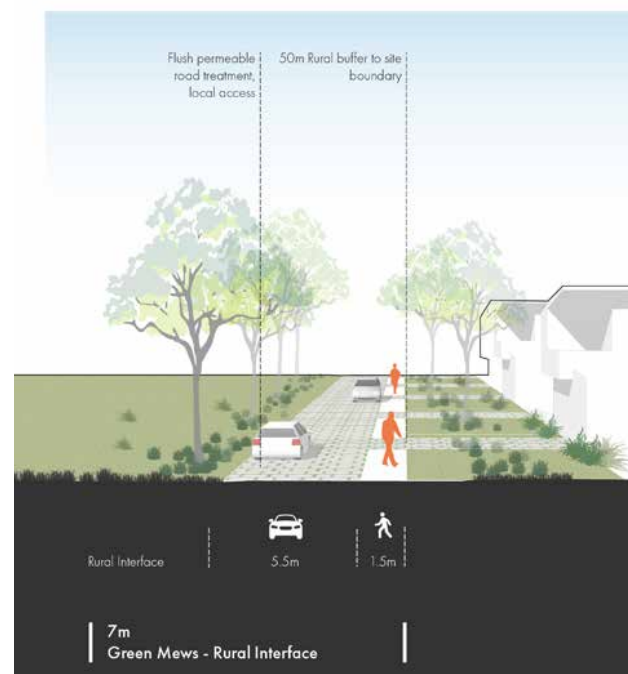 Flush permeable
road treatment,
local access
50m Rural buffer to site
boundary
Rural Interface
5.5m
1.5m
7m
Green Mews - Rural Interface